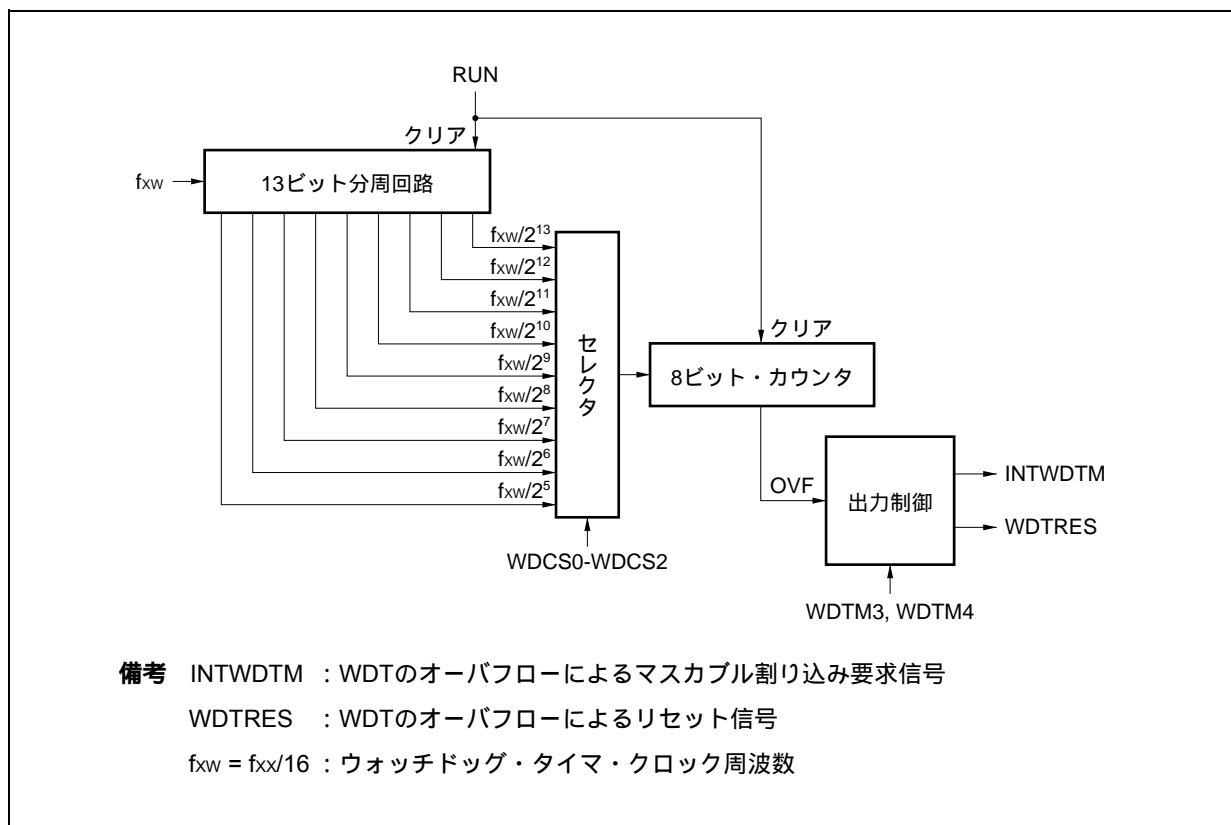 RUN
クリア
fXW
13ビット分周回路
fXW/2¹³
fXW/2¹²
fXW/2¹¹
fXW/2¹⁰
fXW/2⁹
fXW/2⁸
fXW/2⁷
fXW/2⁶
fXW/2⁵
セレクタ
クリア
8ビット・カウンタ
OVF
出力制御
INTWDTM
WDTRES
WDCS0-WDCS2
WDTM3, WDTM4
備考 INTWDTM ：WDTのオーバフローによるマスカブル割り込み要求信号
WDTRES ：WDTのオーバフローによるリセット信号
fXW = fXX/16 ：ウォッチドッグ・タイマ・クロック周波数